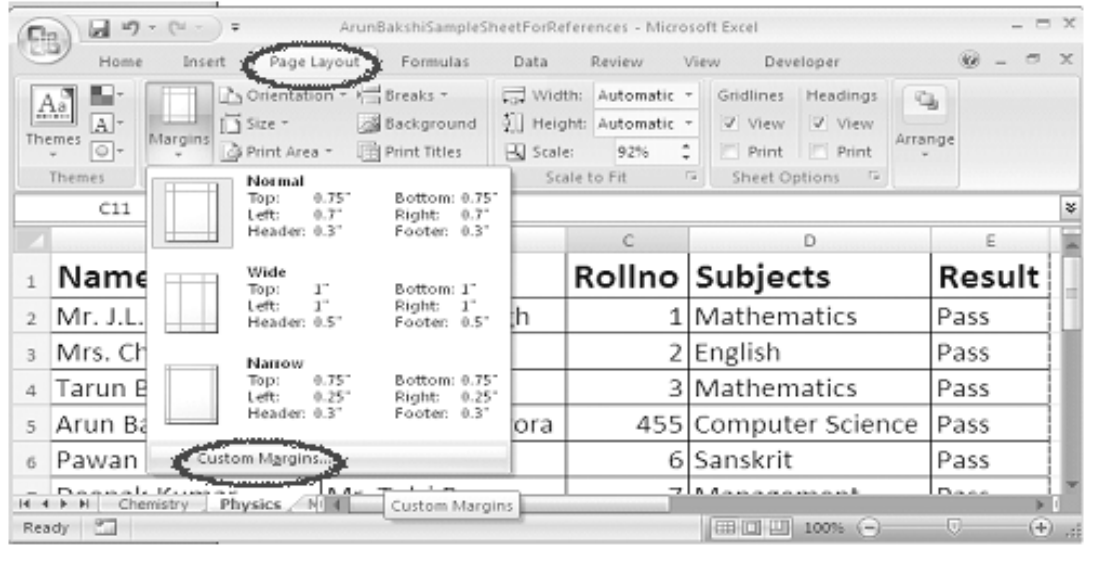 ArunBakshiSampleSheetForReferences - Microsoft Excel
Home Insert Page Layout Formulas Data Review View Developer
Themes
Aa
A
Themes
Margins
Orientation
Size
Print Area
Breaks
Background
Print Titles
Width: Automatic
Height: Automatic
Scale: 92%
Scale to Fit
Gridlines Headings
View View
Print Print
Sheet Options
Arrange
C11
Normal
Top: 0.75" Bottom: 0.75"
Left: 0.7" Right: 0.7"
Header: 0.3" Footer: 0.3"
Wide
Top: 1" Bottom: 1"
Left: 1" Right: 1"
Header: 0.5" Footer: 0.5"
Narrow
Top: 0.75" Bottom: 0.75"
Left: 0.25" Right: 0.25"
Header: 0.3" Footer: 0.3"
Custom Margins...
C D E
1 Name Rollno Subjects Result
2 Mr. J.L. 1 Mathematics Pass
3 Mrs. Ch 2 English Pass
4 Tarun B 3 Mathematics Pass
5 Arun Ba ora 455 Computer Science Pass
6 Pawan 6 Sanskrit Pass
Deepak Kumar 7 Management Pass
Chemistry Physics
Custom Margins
Ready 100%